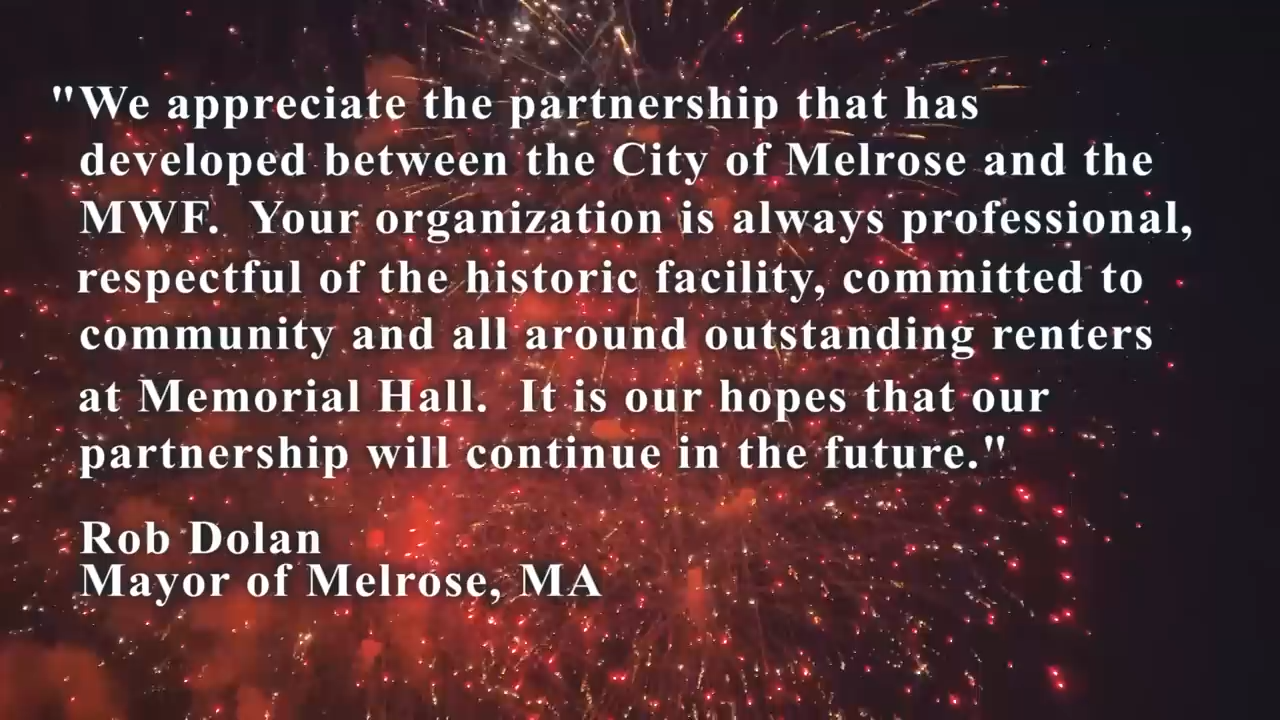 "We appreciate the partnership that has
developed between the City of Melrose and the
MWF.  Your organization is always professional,
respectful of the historic facility, committed to
community and all around outstanding renters
at Memorial Hall.  It is our hopes that our
partnership will continue in the future."
Rob Dolan
Mayor of Melrose, MA